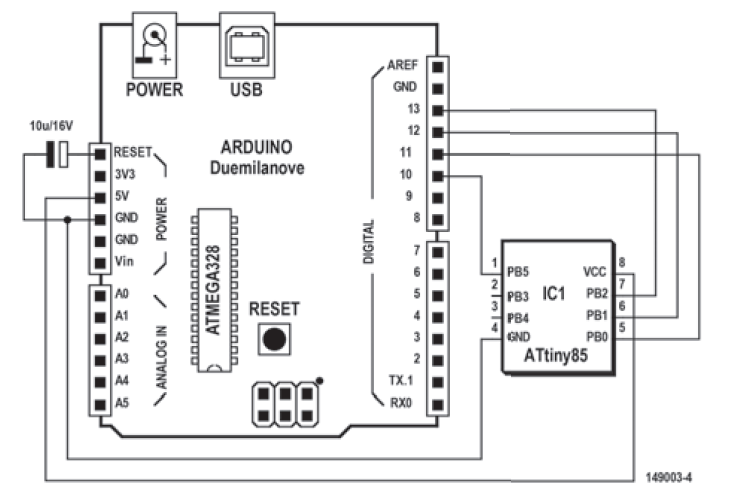 POWER
USB
10u/16V
ARDUINO
Duemilanove
RESET
3V3
5V
GND
GND
Vin
POWER
A0
A1
A2
A3
A4
A5
ANALOG IN
ATMEGA328
RESET
AREF
GND
13
12
11
10
9
8
7
6
5
4
3
2
TX.1
RX0
DIGITAL
1 PB5
2 PB3
3 PB4
4 GND
IC1
ATtiny85
VCC 8
PB2 7
PB1 6
PB0 5
149003-4